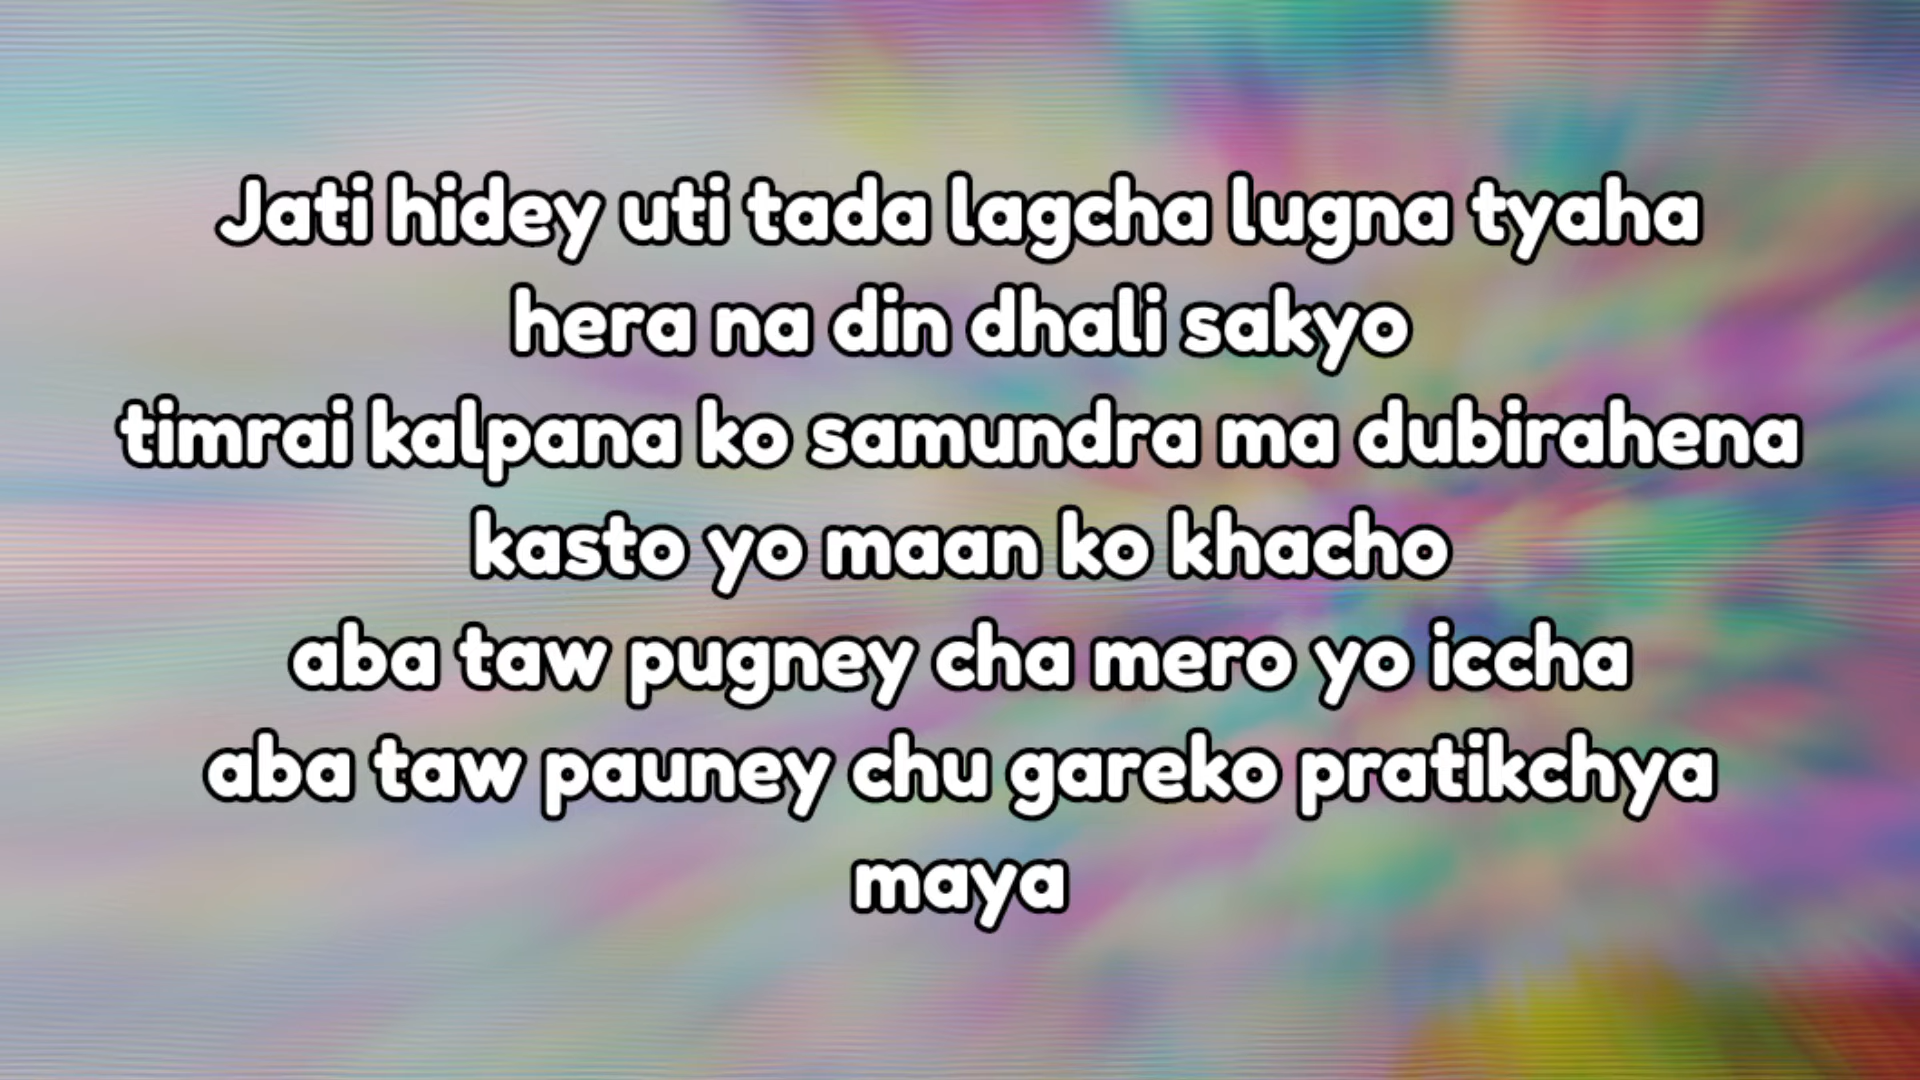 Jati hidey uti tada lagcha lugna tyaha
hera na din dhali sakyo
timrai kalpana ko samundra ma dubirahena
kasto yo maan ko khacho
aba taw pugney cha mero yo iccha
aba taw pauney chu gareko pratikchya
maya